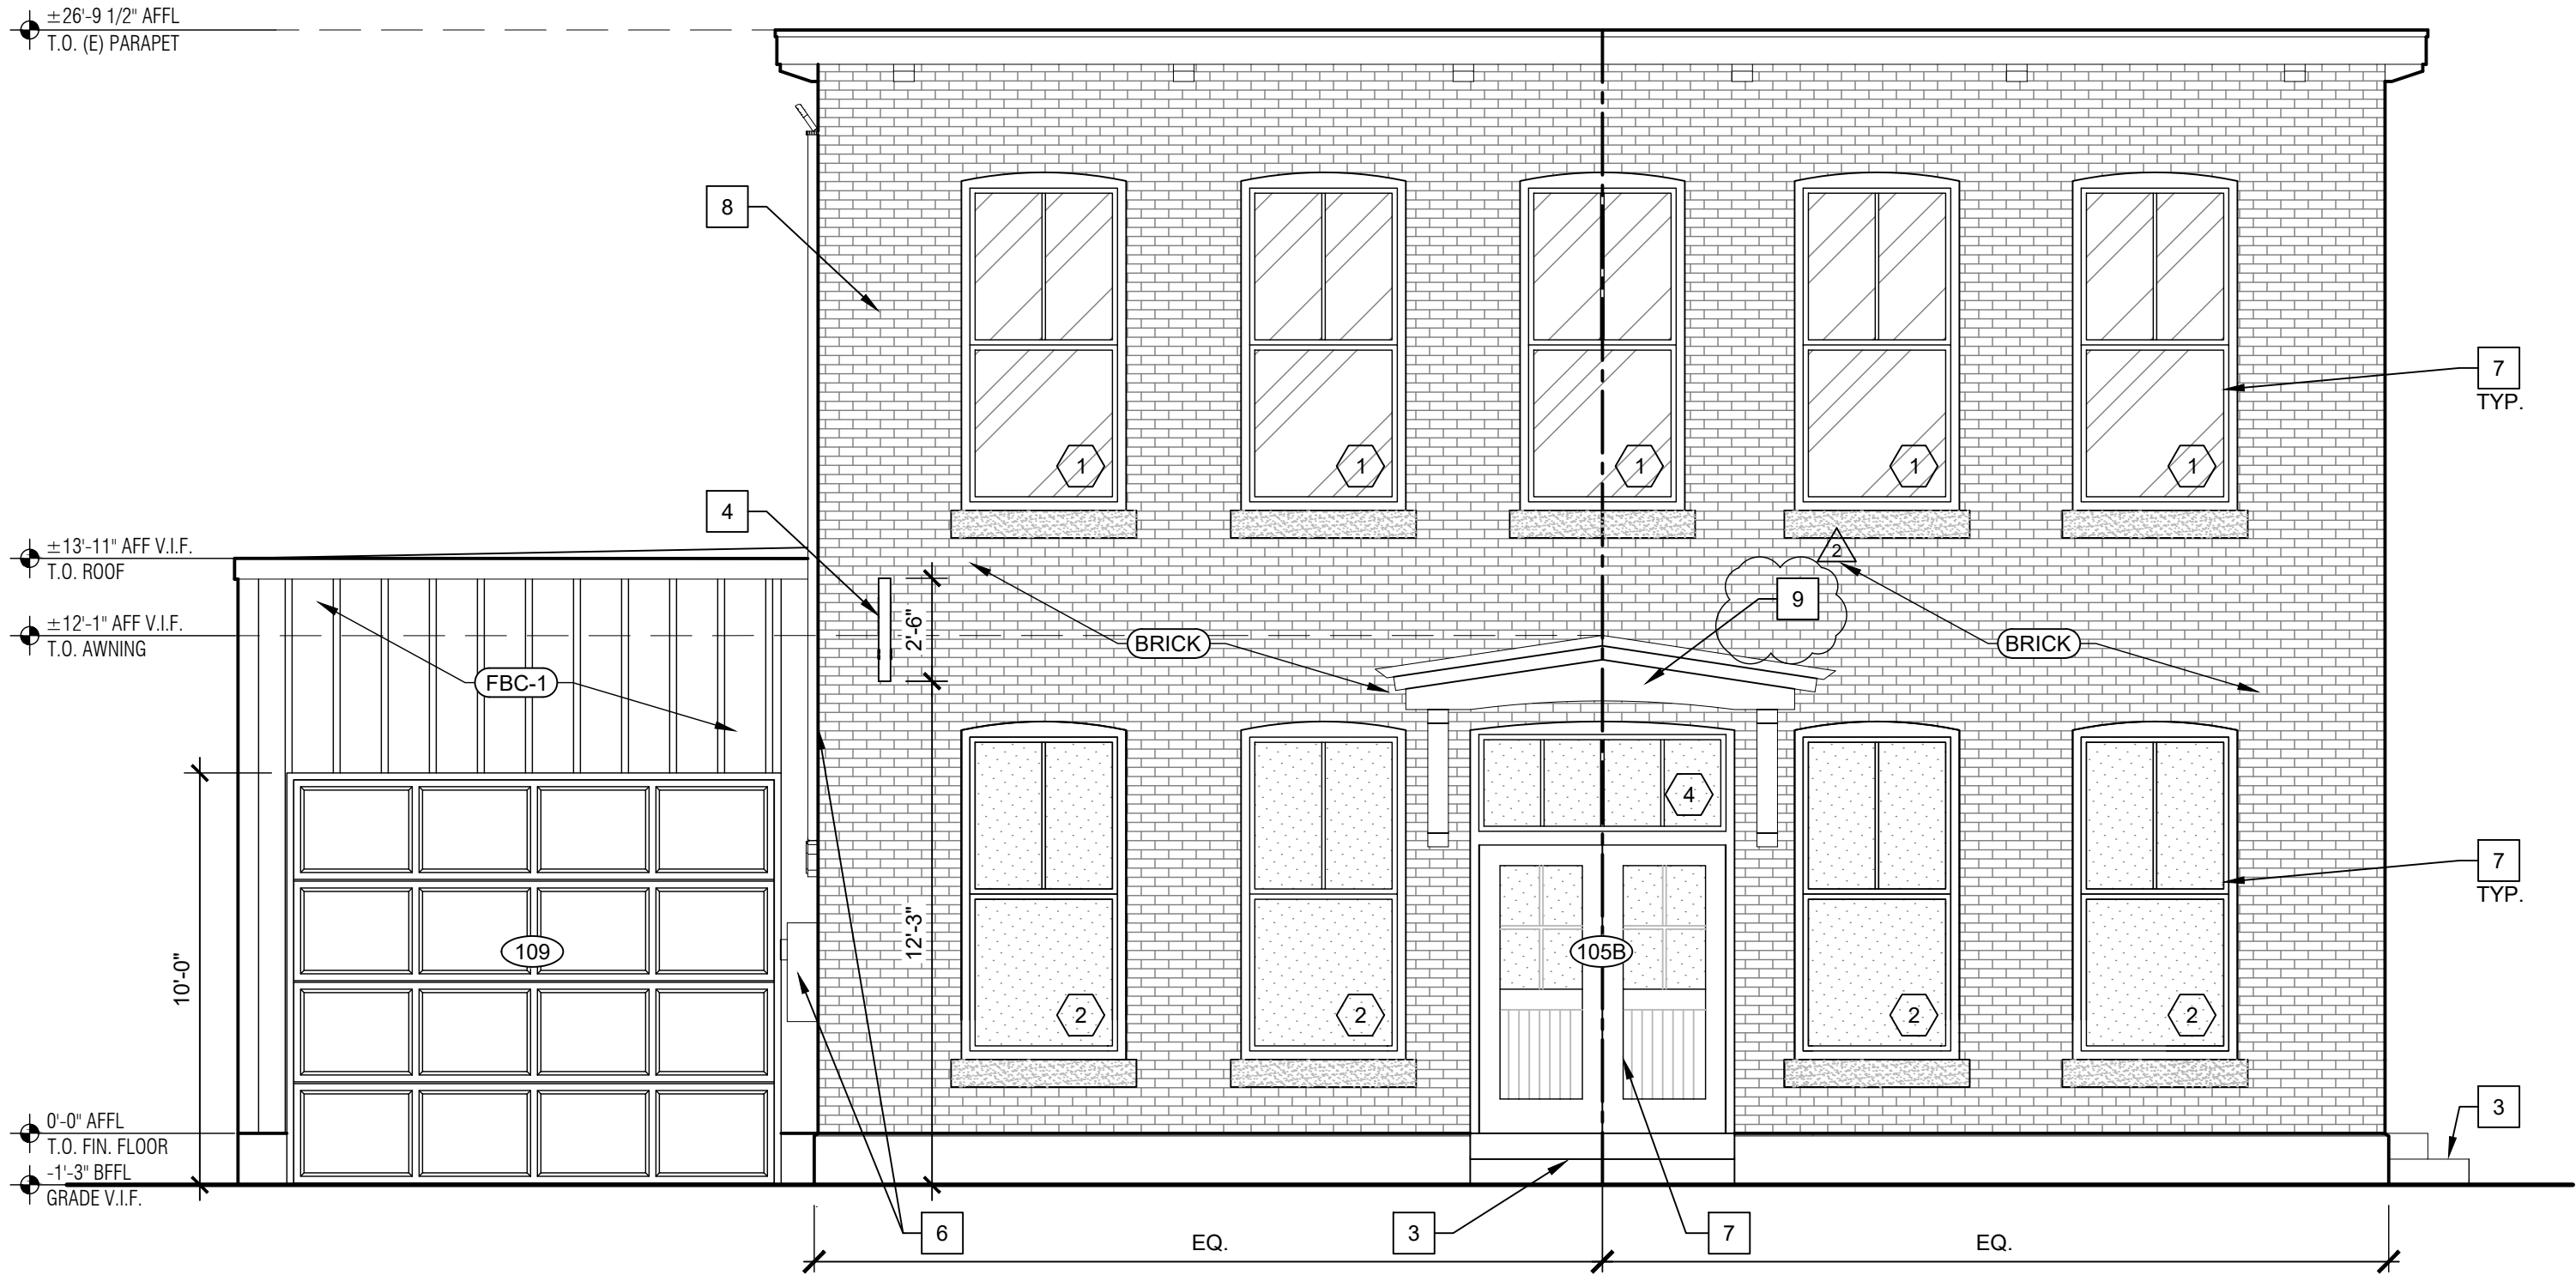 ±26'-9 1/2" AFFL
T.O. (E) PARAPET
8
7
TYP.
1
1
1
1
1
4
±13'-11" AFF V.I.F.
T.O. ROOF
2
9
2'-6"
±12'-1" AFF V.I.F.
T.O. AWNING
BRICK
BRICK
FBC-1
4
7
TYP.
10'-0"
12'-3"
109
105B
2
2
2
2
3
0'-0" AFFL
T.O. FIN. FLOOR
-1'-3" BFFL
GRADE V.I.F.
6
EQ.
3
7
EQ.